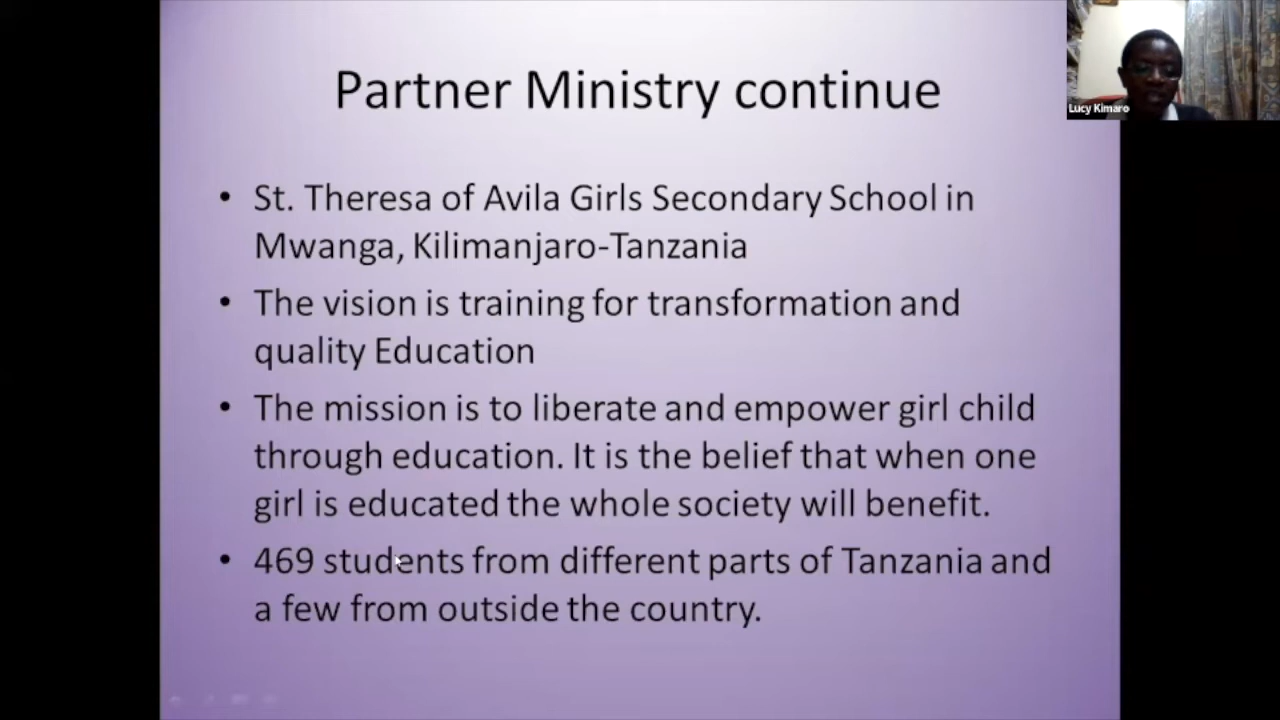 Partner Ministry continue
Lucy Kimaro
• St. Theresa of Avila Girls Secondary School in
Mwanga, Kilimanjaro-Tanzania
• The vision is training for transformation and
quality Education
• The mission is to liberate and empower girl child
through education. It is the belief that when one
girl is educated the whole society will benefit.
• 469 students from different parts of Tanzania and
a few from outside the country.